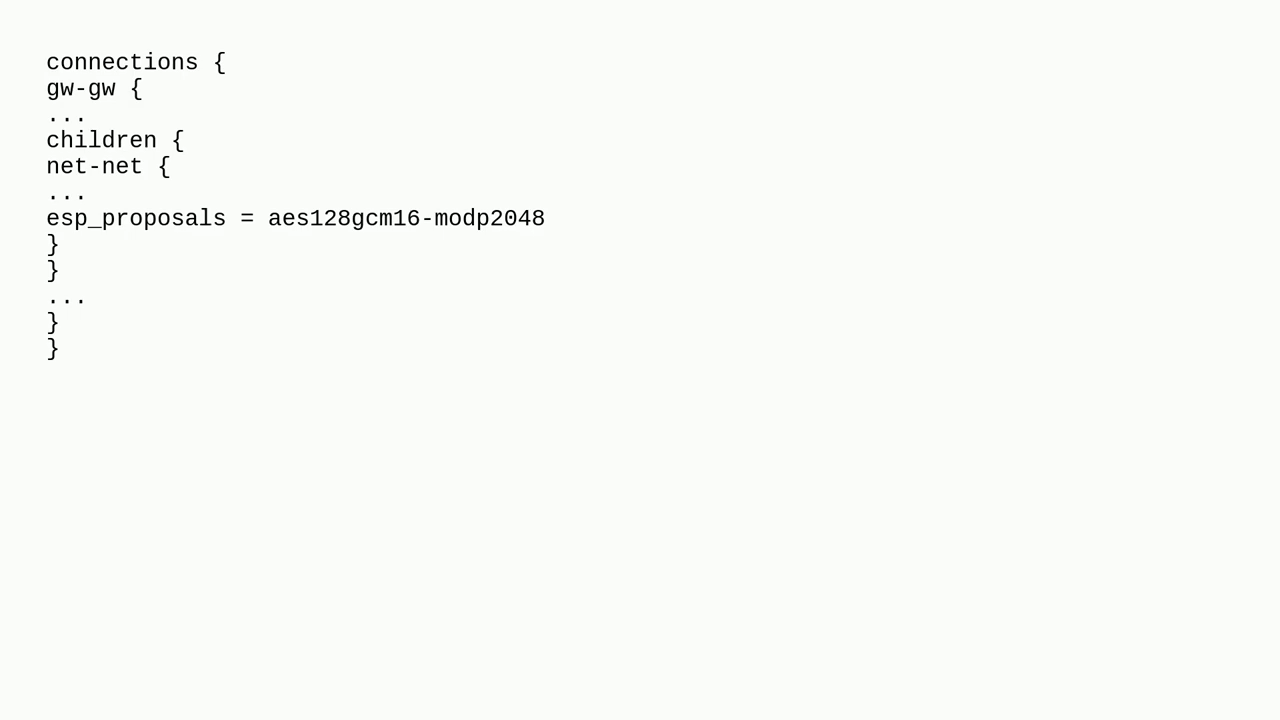 connections {
gw-gw {
...
children {
net-net {
...
esp_proposals = aes128gcm16-modp2048
}
}
...
}
}